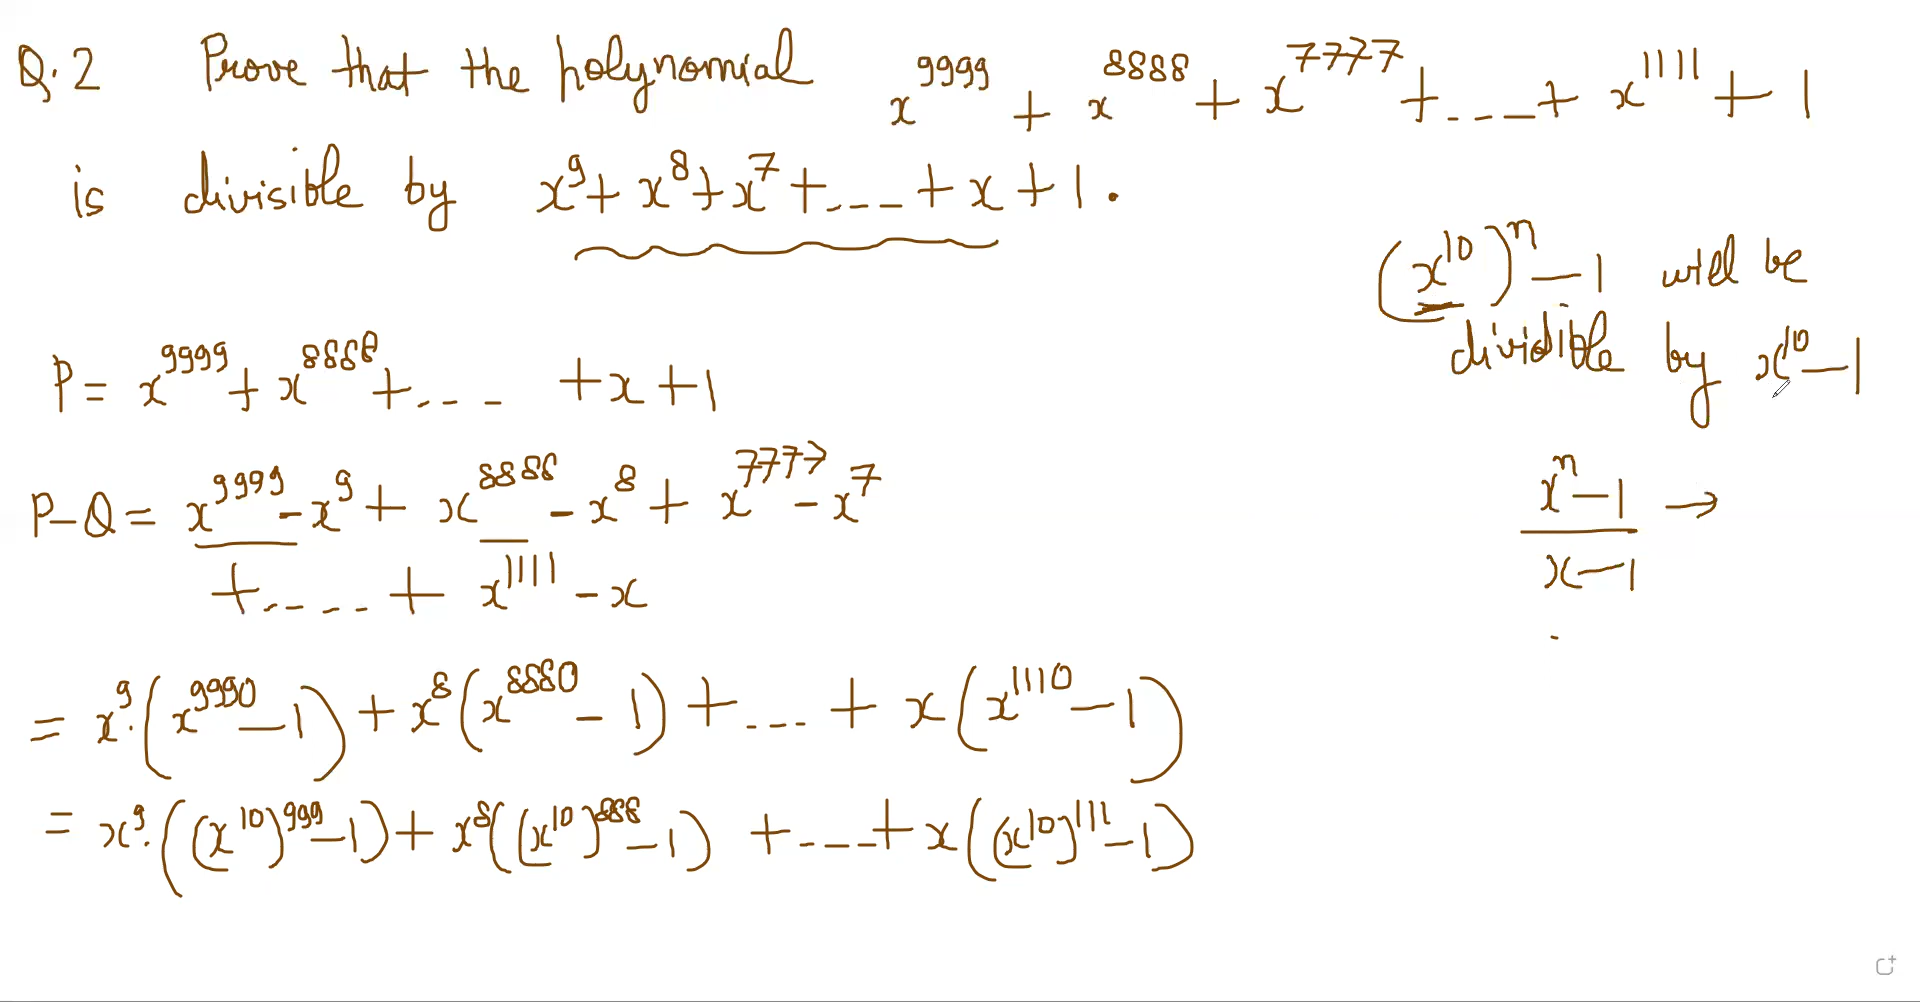 Q.2 Prove that the polynomial x^9999 + x^8888 + x^7777 + ---- + x^1111 + 1
is divisible by x^9 + x^8 + x^7 + ---- + x + 1.
(x^10)^n - 1 will be
dividible by x^10 - 1
P = x^9999 + x^8888 + --- + x + 1
P - Q = x^9999 - x^9 + x^8888 - x^8 + x^7777 - x^7
+ ---- + x^1111 - x
x^n - 1 →
x - 1
= x^9.(x^9990 - 1) + x^8(x^8880 - 1) + --- + x(x^1110 - 1)
= x^9.((x^10)^999 - 1) + x^8((x^10)^888 - 1) + ---- + x((x^10)^111 - 1)